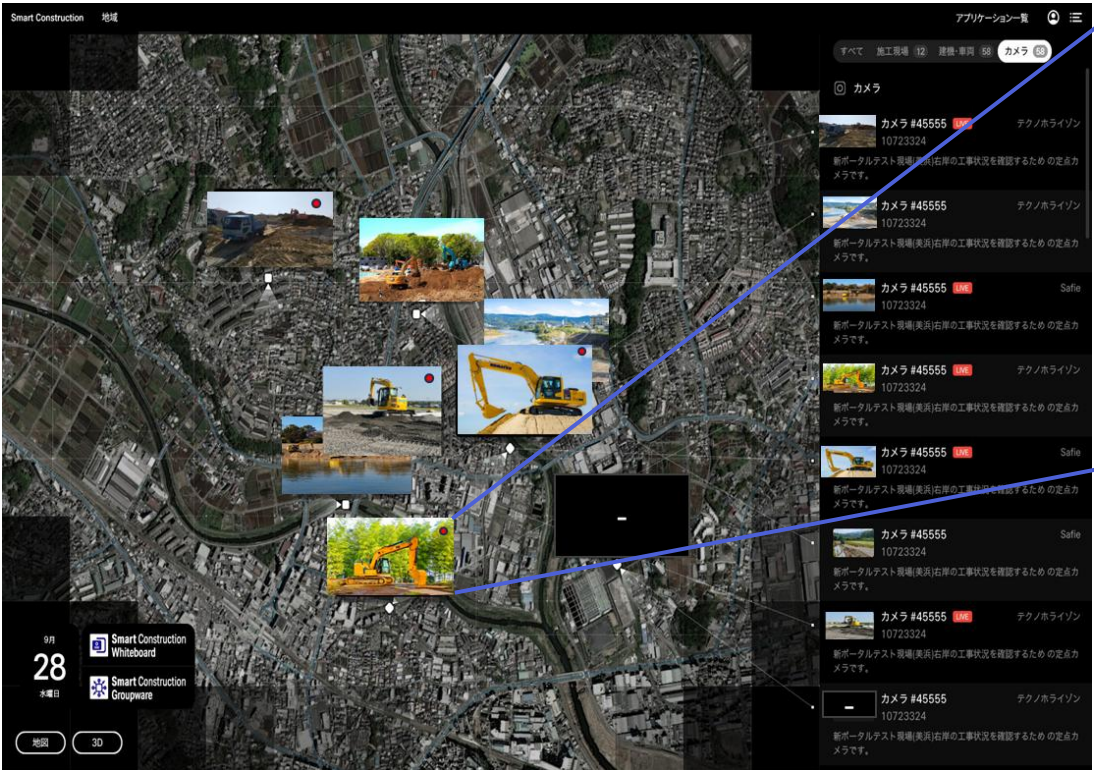 Smart Construction 地域 アプリケーション一覧
すべて 施工現場 12 建機・車両 58 カメラ 58
カメラ
カメラ #45555 LIVE テクノホライゾン
10723324
新ポータルテスト現場(美浜)右岸の工事状況を確認するため の定点カ
メラです。
カメラ #45555 テクノホライゾン
10723324
新ポータルテスト現場(美浜)右岸の工事状況を確認するため の定点カ
メラです。
カメラ #45555 LIVE Safie
10723324
新ポータルテスト現場(美浜)右岸の工事状況を確認するため の定点カ
メラです。
カメラ #45555 LIVE テクノホライゾン
10723324
新ポータルテスト現場(美浜)右岸の工事状況を確認するため の定点カ
メラです。
カメラ #45555 LIVE Safie
10723324
新ポータルテスト現場(美浜)右岸の工事状況を確認するため の定点カ
メラです。
カメラ #45555 Safie
10723324
新ポータルテスト現場(美浜)右岸の工事状況を確認するため の定点カ
メラです。
カメラ #45555 LIVE テクノホライゾン
10723324
新ポータルテスト現場(美浜)右岸の工事状況を確認するため の定点カ
メラです。
カメラ #45555 テクノホライゾン
10723324
新ポータルテスト現場(美浜)右岸の工事状況を確認するため の定点カ
メラです。
9月
28
水曜日
Smart Construction
Whiteboard
Smart Construction
Groupware
地図 3D